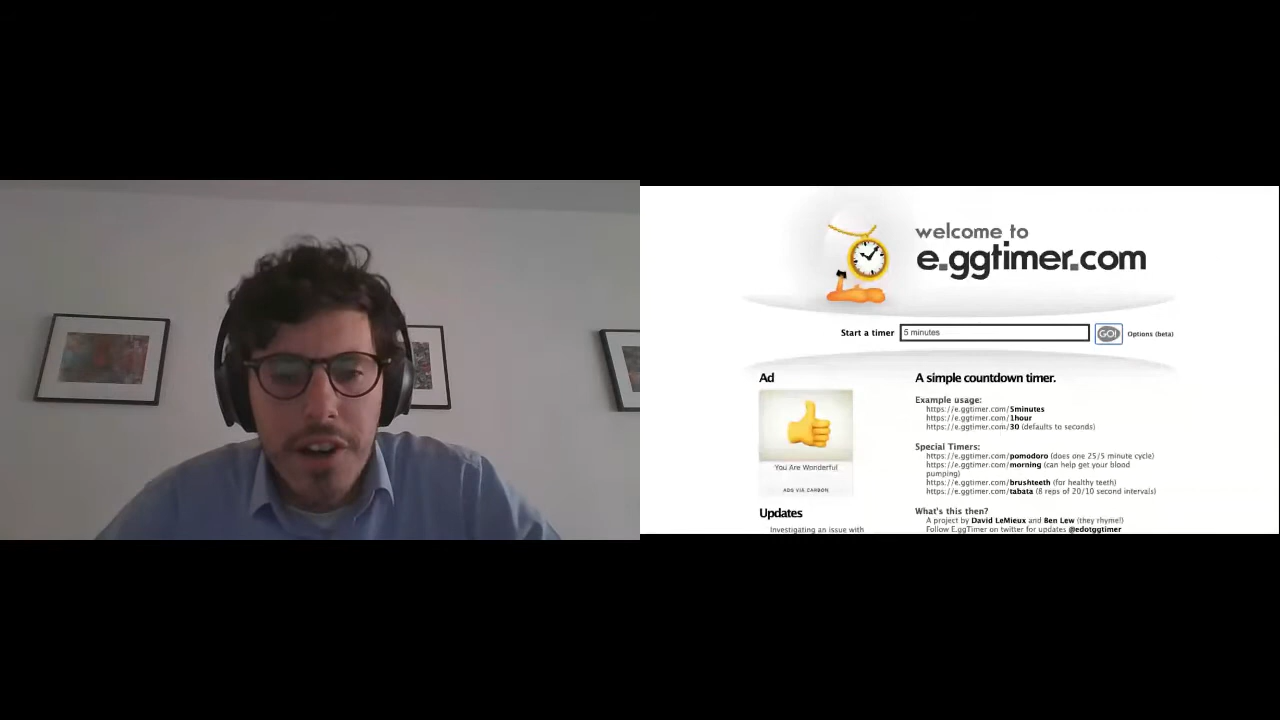 welcome to
e.ggtimer.com
Start a timer 5 minutes GO! Options (beta)
Ad
You Are Wonderful
ADS VIA CARBON
Updates
Investigating an issue with
A simple countdown timer.
Example usage:
https://e.ggtimer.com/5minutes
https://e.ggtimer.com/1hour
https://e.ggtimer.com/30 (defaults to seconds)
Special Timers:
https://e.ggtimer.com/pomodoro (does one 25/5 minute cycle)
https://e.ggtimer.com/morning (can help get your blood
pumping)
https://e.ggtimer.com/brushteeth (for healthy teeth)
https://e.ggtimer.com/tabata (8 reps of 20/10 second intervals)
What's this then?
A project by David LeMieux and Ben Lew (they rhyme!)
Follow E.ggTimer on twitter for updates @edotggtimer